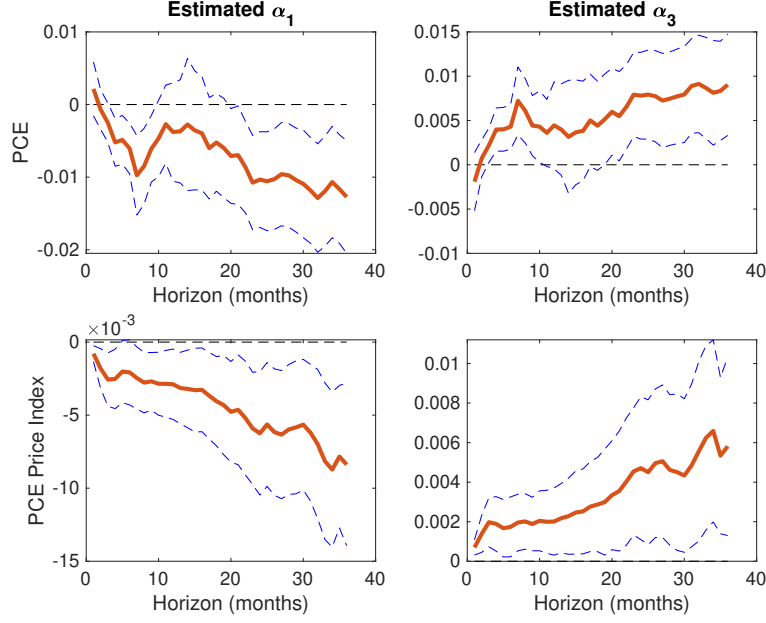 Estimated α1 Estimated α3
0.01
0
-0.01
-0.02
PCE
0 10 20 30 40
Horizon (months)
0.015
0.01
0.005
0
-0.005
-0.01
0 10 20 30 40
Horizon (months)
×10-3
0
-5
-10
-15
PCE Price Index
0 10 20 30 40
Horizon (months)
0.01
0.008
0.006
0.004
0.002
0
0 10 20 30 40
Horizon (months)